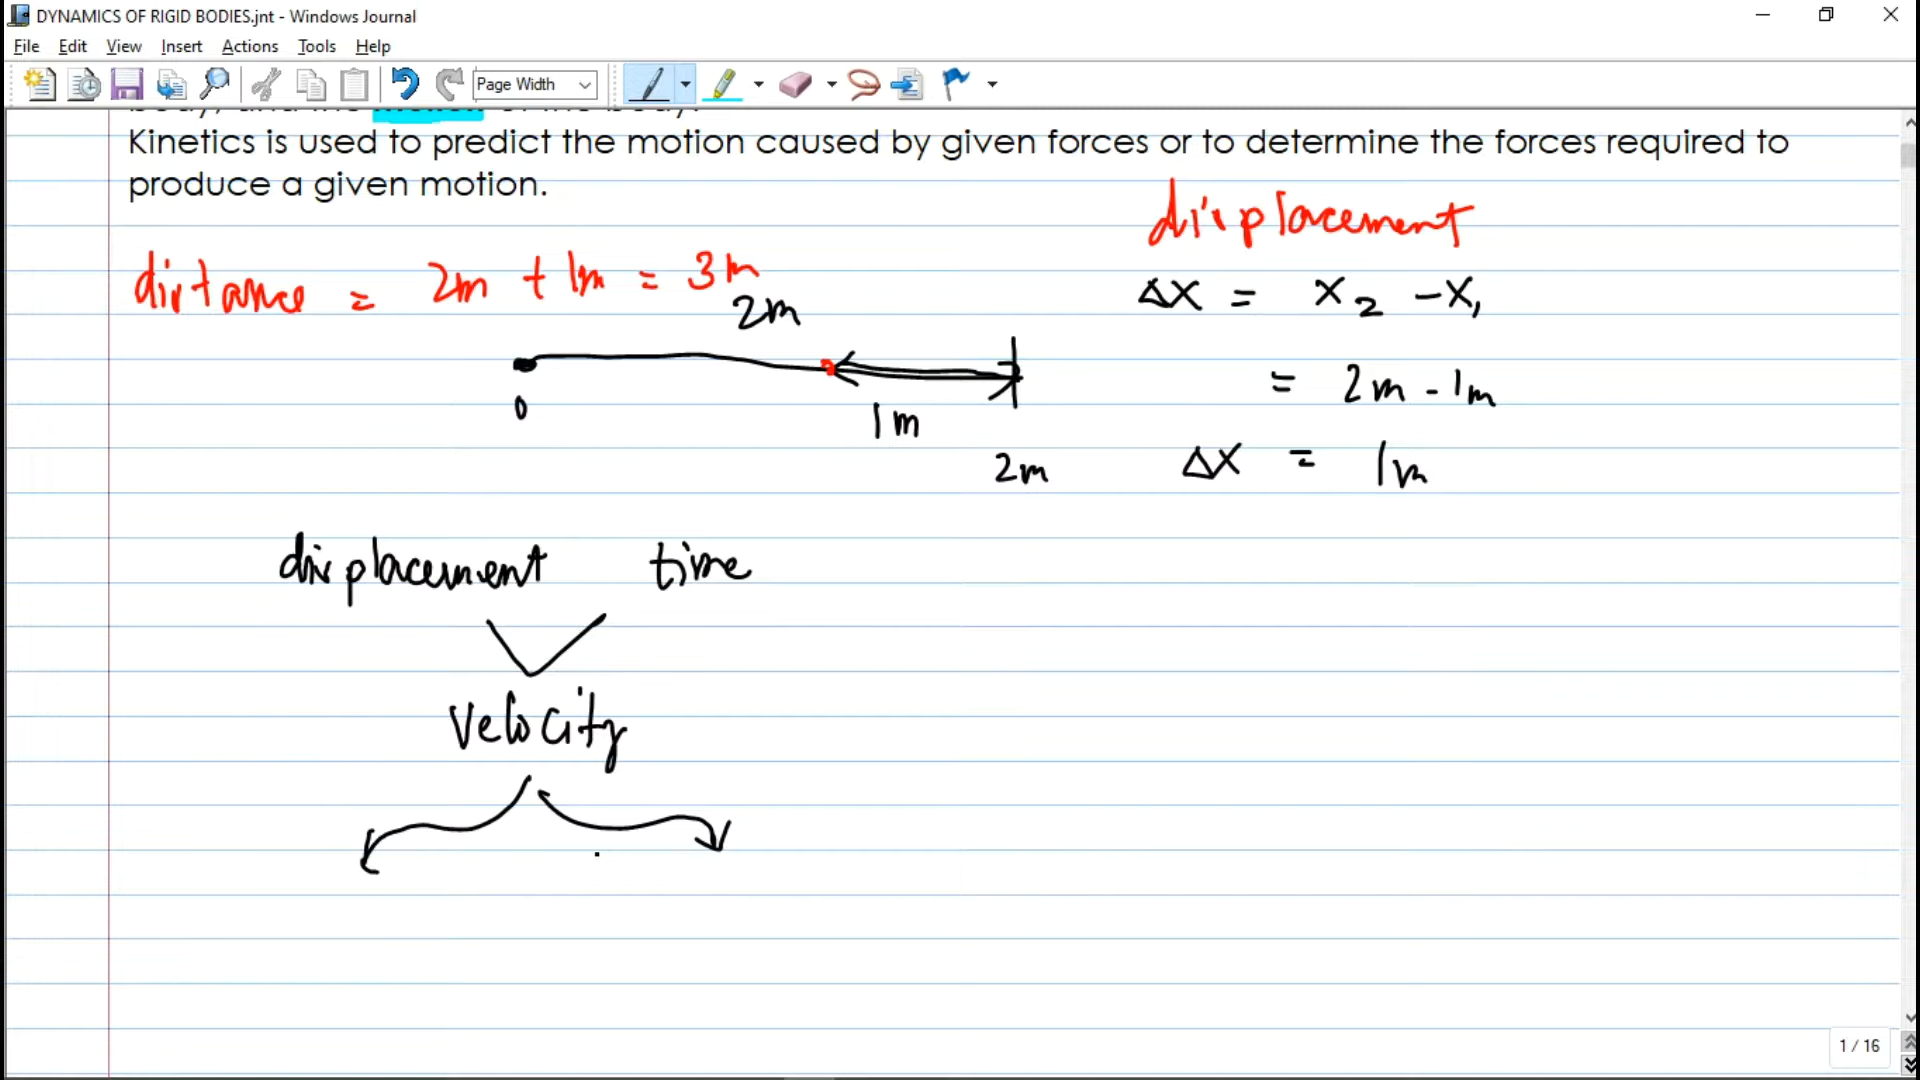 DYNAMICS OF RIGID BODIES.jnt - Windows Journal
File Edit View Insert Actions Tools Help
Page Width
Kinetics is used to predict the motion caused by given forces or to determine the forces required to
produce a given motion.
displacement
distance = 2m + 1m = 3m
2m
ΔX = X2 - X1
0
1m
2m
= 2m - 1m
ΔX = 1m
displacement time
Velocity
1 / 16